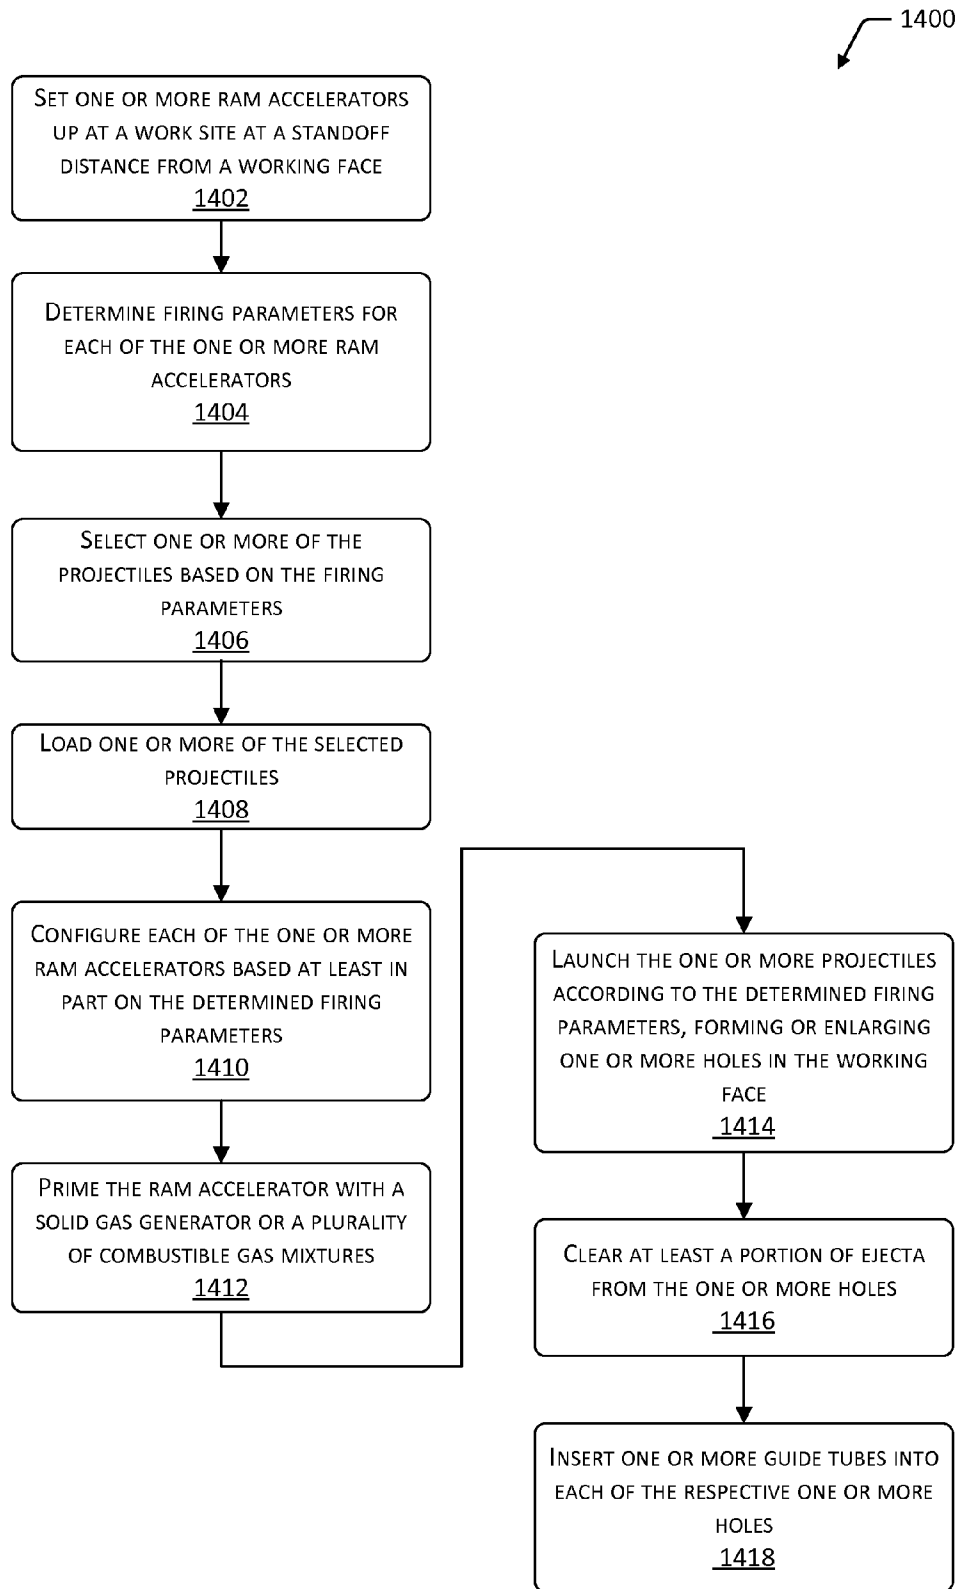 1400
SET ONE OR MORE RAM ACCELERATORS
UP AT A WORK SITE AT A STANDOFF
DISTANCE FROM A WORKING FACE
1402
DETERMINE FIRING PARAMETERS FOR
EACH OF THE ONE OR MORE RAM
ACCELERATORS
1404
SELECT ONE OR MORE OF THE
PROJECTILES BASED ON THE FIRING
PARAMETERS
1406
LOAD ONE OR MORE OF THE SELECTED
PROJECTILES
1408
CONFIGURE EACH OF THE ONE OR MORE
RAM ACCELERATORS BASED AT LEAST IN
PART ON THE DETERMINED FIRING
PARAMETERS
1410
PRIME THE RAM ACCELERATOR WITH A
SOLID GAS GENERATOR OR A PLURALITY
OF COMBUSTIBLE GAS MIXTURES
1412
LAUNCH THE ONE OR MORE PROJECTILES
ACCORDING TO THE DETERMINED FIRING
PARAMETERS, FORMING OR ENLARGING
ONE OR MORE HOLES IN THE WORKING
FACE
1414
CLEAR AT LEAST A PORTION OF EJECTA
FROM THE ONE OR MORE HOLES
1416
INSERT ONE OR MORE GUIDE TUBES INTO
EACH OF THE RESPECTIVE ONE OR MORE
HOLES
1418